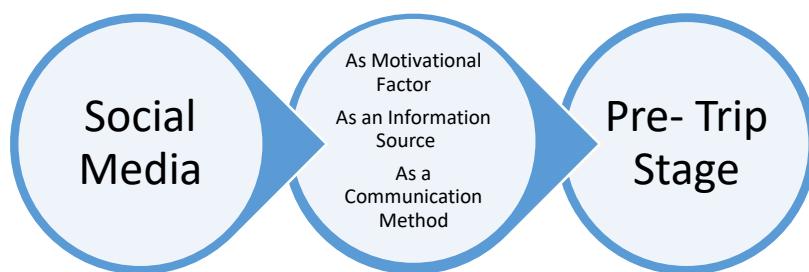 Social
Media
As Motivational
Factor
As an Information
Source
As a
Communication
Method
Pre- Trip
Stage